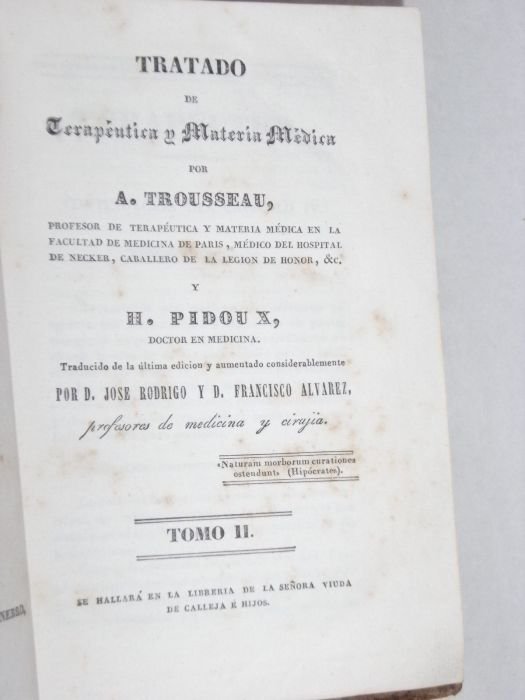 TRATADO
DE
Terapéutica y Materia Médica
POR
A. TROUSSEAU,
PROFESOR DE TERAPÉUTICA Y MATERIA MÉDICA EN LA
FACULTAD DE MEDICINA DE PARIS, MÉDICO DEL HOSPITAL
DE NECKER, CABALLERO DE LA LEGION DE HONOR, &c.
Y
H. PIDOUX,
DOCTOR EN MEDICINA.
Traducido de la última edicion y aumentado considerablemente
POR D. JOSE RODRIGO Y D. FRANCISCO ALVAREZ,
profesores de medicina y cirujia.
«Naturam morborum curationes
ostendunt» (Hipócrates).
TOMO II.
SE HALLARÁ EN LA LIBRERIA DE LA SEÑORA VIUDA
DE CALLEJA É HIJOS.